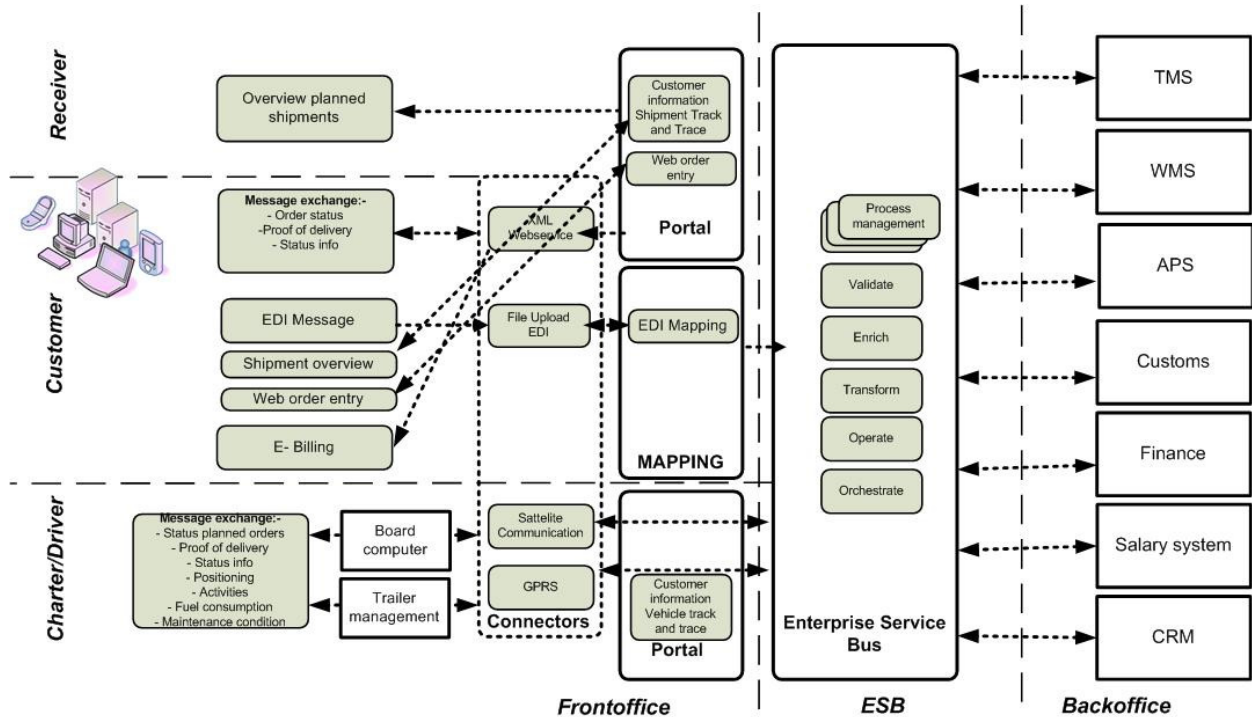 Receiver
Overview planned
shipments
Customer
information
Shipment Track
and Trace
Web order
entry
Portal
Customer
Message exchange:-
- Order status
-Proof of delivery
- Status info
XML
Webservice
EDI Message
File Upload
EDI
EDI Mapping
Shipment overview
Web order entry
E- Billing
MAPPING
Charter/Driver
Message exchange:-
- Status planned orders
- Proof of delivery
- Status info
- Positioning
- Activities
- Fuel consumption
- Maintenance condition
Board
computer
Trailer
management
Sattelite
Communication
GPRS
Connectors
Customer
information
Vehicle track
and trace
Portal
Process
management
Validate
Enrich
Transform
Operate
Orchestrate
Enterprise Service
Bus
TMS
WMS
APS
Customs
Finance
Salary system
CRM
Frontoffice
ESB
Backoffice